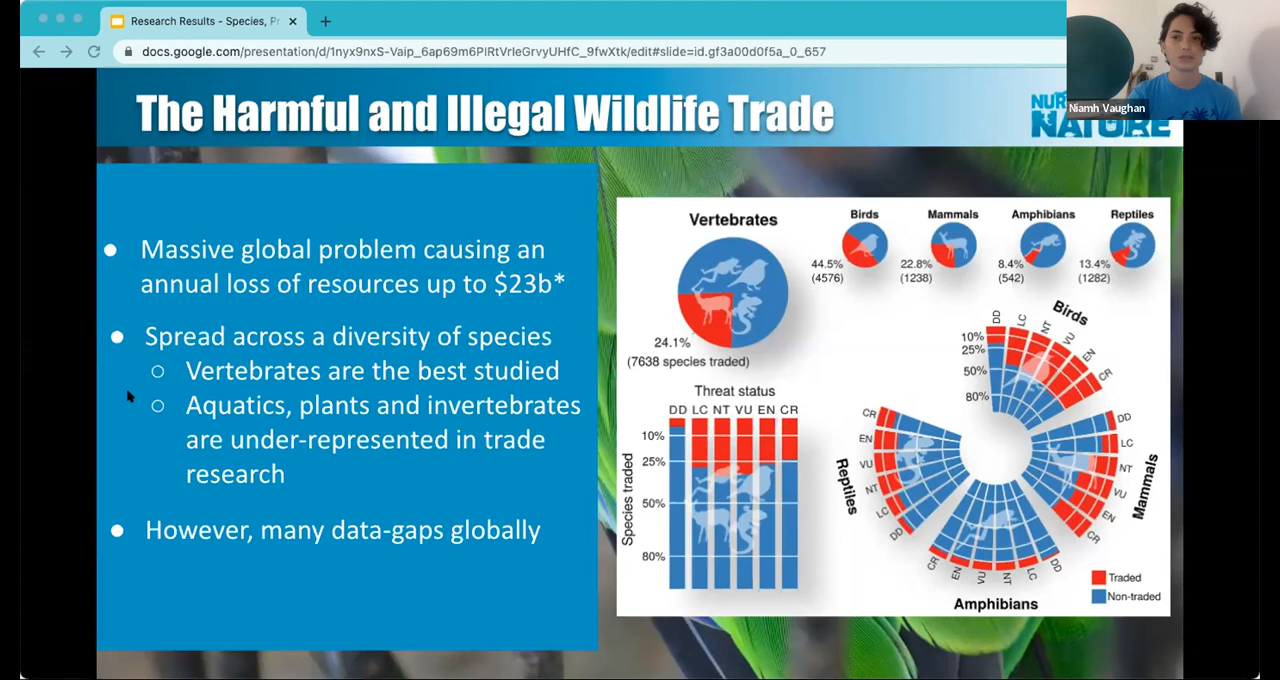 Research Results - Species, Pr
docs.google.com/presentation/d/1nyx9nxS-Vaip_6ap69m6PIRtVrIeGrvyUHfC_9fwXtk/edit#slide=id.gf3a00d0f5a_0_657
Niamh Vaughan
The Harmful and Illegal Wildlife Trade
NATURE
● Massive global problem causing an
annual loss of resources up to $23b*
● Spread across a diversity of species
○ Vertebrates are the best studied
○ Aquatics, plants and invertebrates
are under-represented in trade
research
● However, many data-gaps globally
Vertebrates
24.1%
(7638 species traded)
Birds
44.5%
(4576)
Mammals
22.8%
(1238)
Amphibians
8.4%
(542)
Reptiles
13.4%
(1282)
Threat status
DD LC NT VU EN CR
Species traded
10%
25%
50%
80%
Birds
DD LC NT VU EN CR
10%
25%
50%
80%
Mammals
DD
LC
NT
VU
EN
CR
Amphibians
CR EN VU NT LC DD
Reptiles
CR
EN
VU
NT
LC
DD
Traded
Non-traded